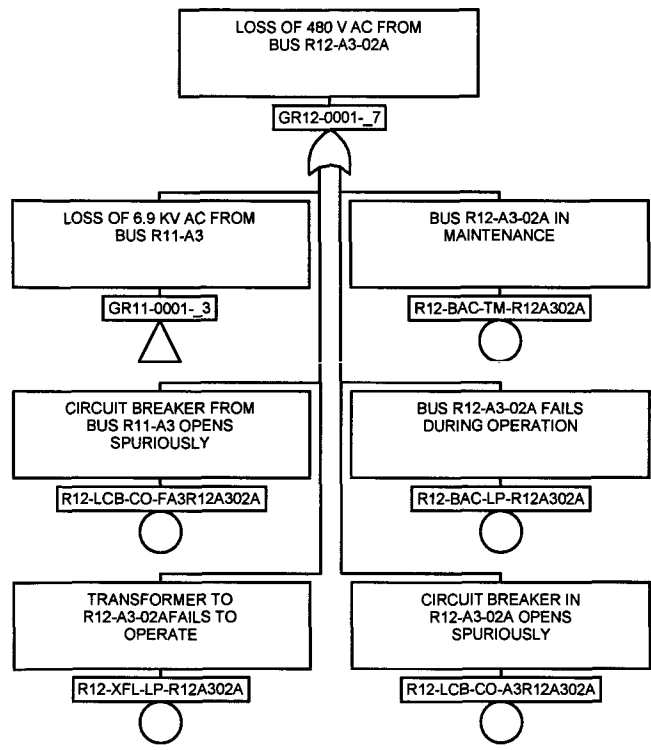 LOSS OF 480 V AC FROM
BUS R12-A3-02A
GR12-0001-_7
LOSS OF 6.9 KV AC FROM
BUS R11-A3
GR11-0001-_3
BUS R12-A3-02A IN
MAINTENANCE
R12-BAC-TM-R12A302A
CIRCUIT BREAKER FROM
BUS R11-A3 OPENS
SPURIOUSLY
R12-LCB-CO-FA3R12A302A
BUS R12-A3-02A FAILS
DURING OPERATION
R12-BAC-LP-R12A302A
TRANSFORMER TO
R12-A3-02AFAILS TO
OPERATE
R12-XFL-LP-R12A302A
CIRCUIT BREAKER IN
R12-A3-02A OPENS
SPURIOUSLY
R12-LCB-CO-A3R12A302A